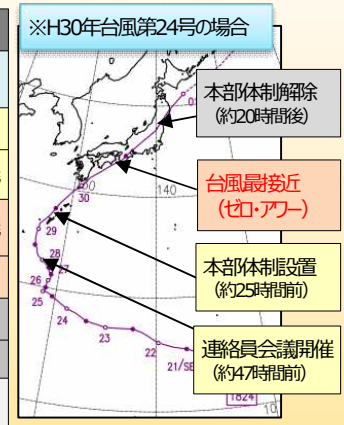 ※H30年台風第24号の場合
本部体制解除
（約20時間後）
台風最接近
（ゼロ・アワー）
本部体制設置
（約25時間前）
連絡員会議開催
（約47時間前）
140
30
29
28
27
26
25
24
23
22
21/SE
1824
10